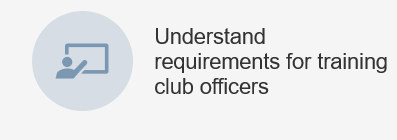 Understand
requirements for training
club officers